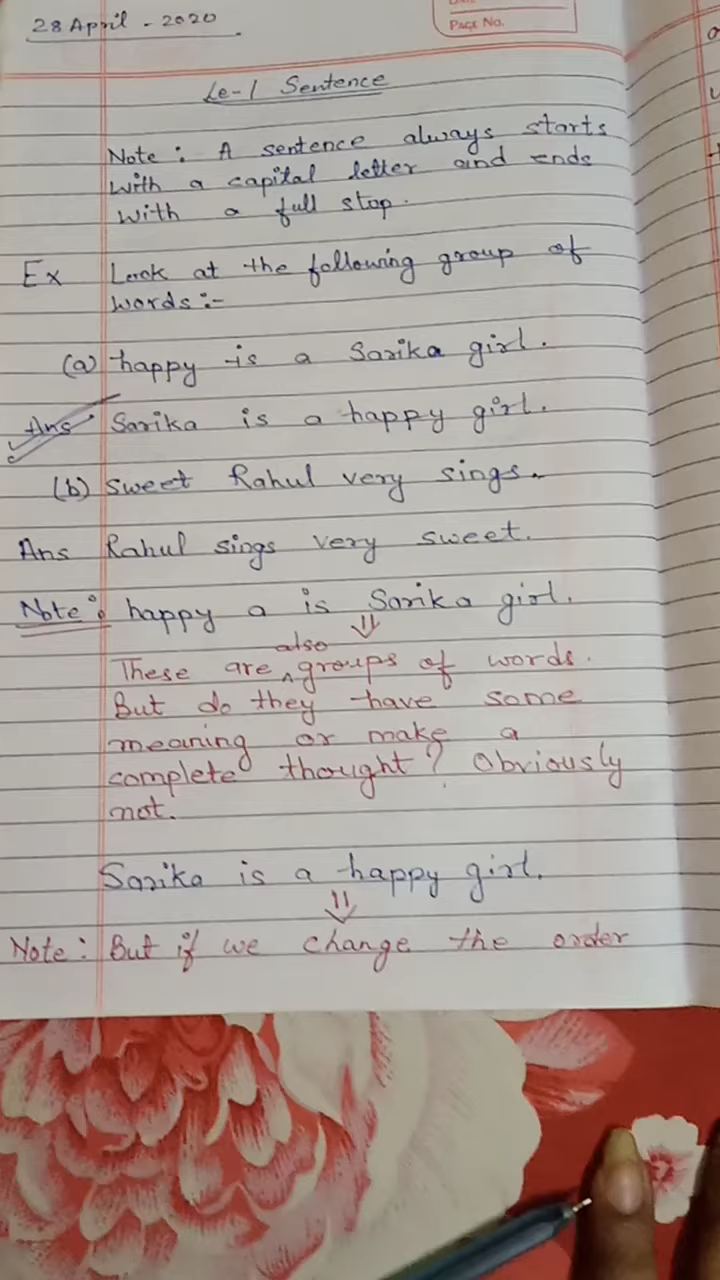 28 April - 2020
PAGE No.
Le-1 Sentence
Note : A sentence always starts
with a capital letter and ends
with a full stop.
Ex Look at the following group of
words :-
(a) happy is a Sarika girl.
Ans Sarika is a happy girl.
(b) sweet Rahul very sings.
Ans Rahul sings very sweet.
Note : happy a is Sarika girl.
⇓
also
These are ^ groups of words.
But do they have some
meaning or make a
complete thought? Obviously
not.
Sarika is a happy girl.
⇓
Note : But if we change the order